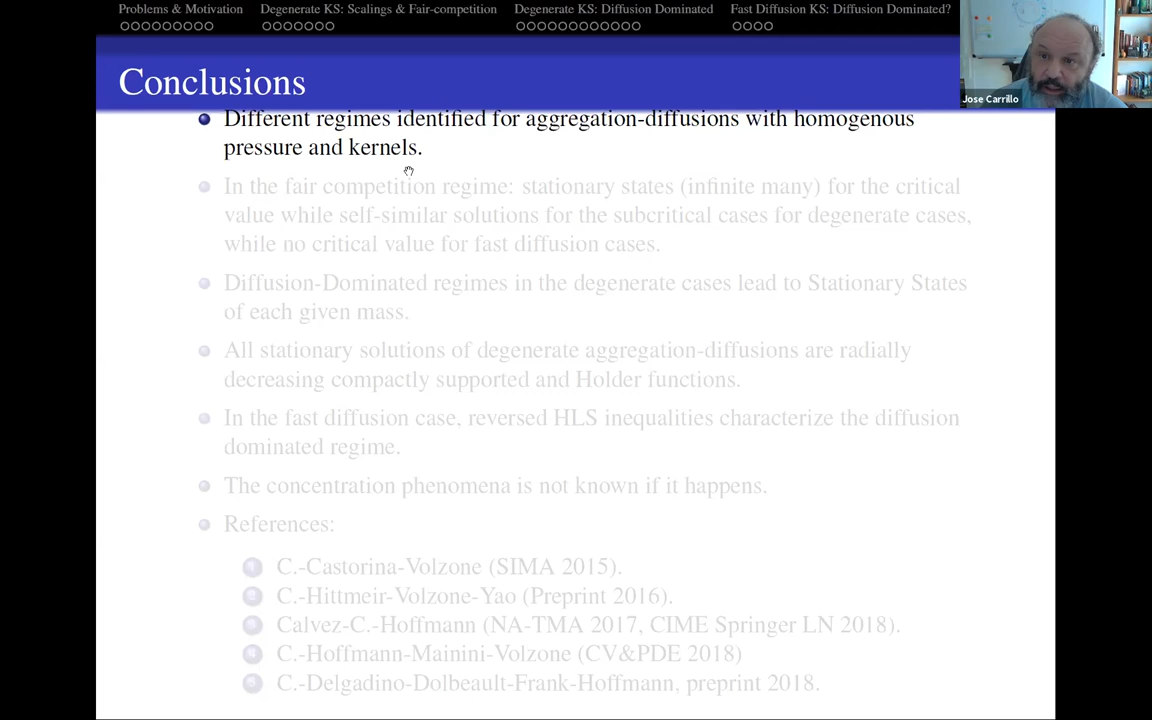 Problems & Motivation
Degenerate KS: Scalings & Fair-competition
Degenerate KS: Diffusion Dominated
Fast Diffusion KS: Diffusion Dominated?
Conclusions
Jose Carrillo
Different regimes identified for aggregation-diffusions with homogenous
pressure and kernels.
In the fair competition regime: stationary states (infinite many) for the critical
value while self-similar solutions for the subcritical cases for degenerate cases,
while no critical value for fast diffusion cases.
Diffusion-Dominated regimes in the degenerate cases lead to Stationary States
of each given mass.
All stationary solutions of degenerate aggregation-diffusions are radially
decreasing compactly supported and Holder functions.
In the fast diffusion case, reversed HLS inequalities characterize the diffusion
dominated regime.
The concentration phenomena is not known if it happens.
References:
1 C.-Castorina-Volzone (SIMA 2015).
2 C.-Hittmeir-Volzone-Yao (Preprint 2016).
3 Calvez-C.-Hoffmann (NA-TMA 2017, CIME Springer LN 2018).
4 C.-Hoffmann-Mainini-Volzone (CV&PDE 2018)
5 C.-Delgadino-Dolbeault-Frank-Hoffmann, preprint 2018.